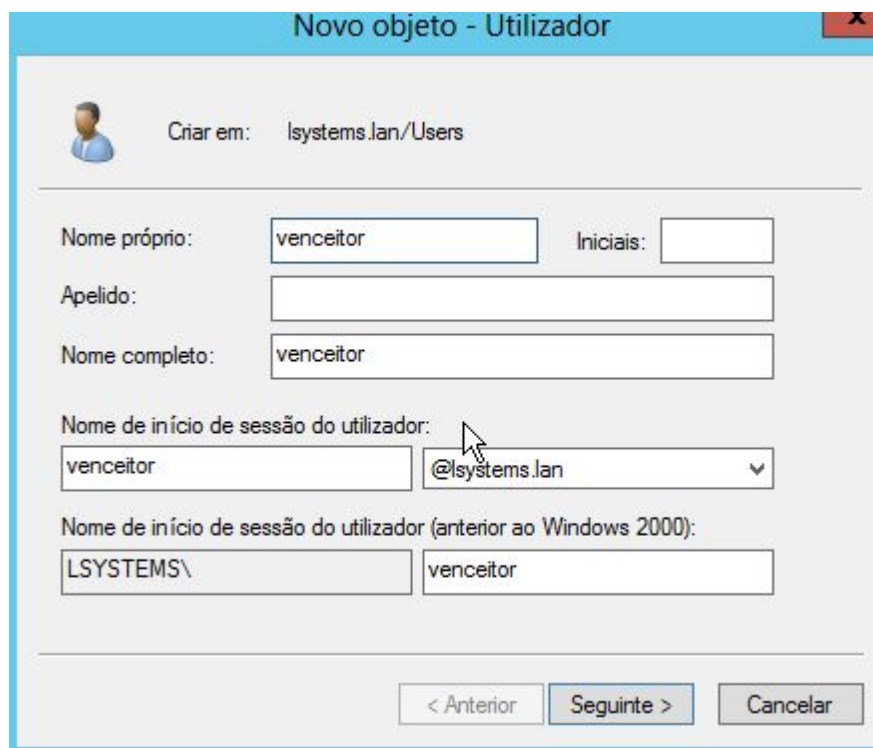 Novo objeto - Utilizador
x
Criar em: lsystems.lan/Users
Nome próprio: venceitor Iniciais:
Apelido:
Nome completo: venceitor
Nome de início de sessão do utilizador:
venceitor @lsystems.lan
Nome de início de sessão do utilizador (anterior ao Windows 2000):
LSYSTEMS\ venceitor
< Anterior Seguinte > Cancelar